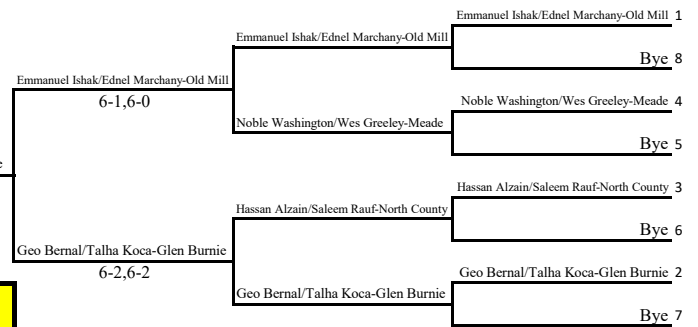 Emmanuel Ishak/Ednel Marchany-Old Mill 1
Emmanuel Ishak/Ednel Marchany-Old Mill
Bye 8
Emmanuel Ishak/Ednel Marchany-Old Mill
6-1,6-0
Noble Washington/Wes Greeley-Meade 4
Noble Washington/Wes Greeley-Meade
Bye 5
Hassan Alzain/Saleem Rauf-North County 3
Hassan Alzain/Saleem Rauf-North County
Bye 6
Geo Bernal/Talha Koca-Glen Burnie
6-2,6-2
Geo Bernal/Talha Koca-Glen Burnie 2
Geo Bernal/Talha Koca-Glen Burnie
Bye 7